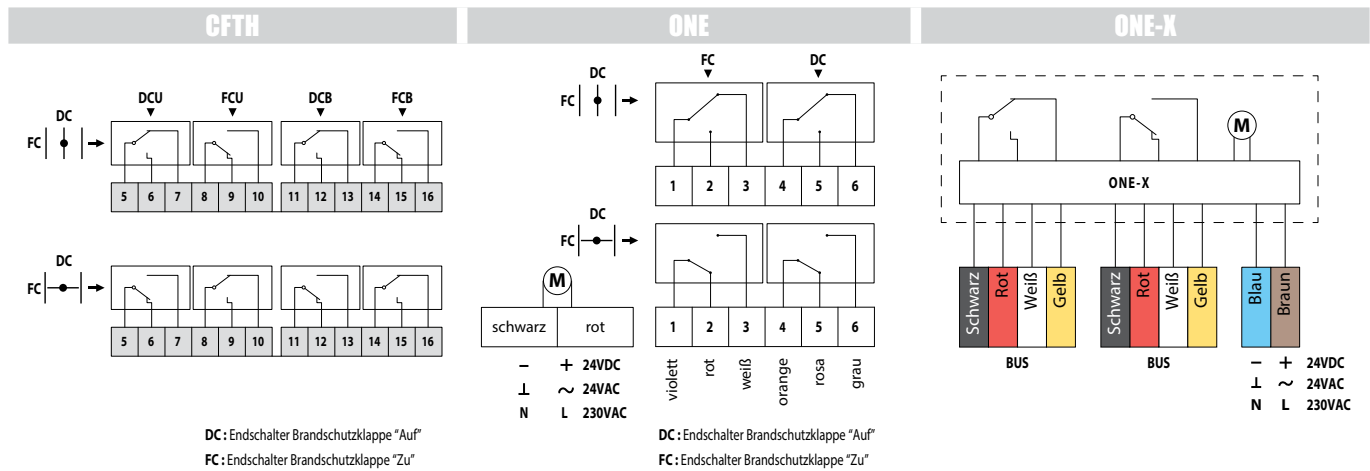 CFTH
DCU FCU DCB FCB
DC
FC
5 6 7 8 9 10 11 12 13 14 15 16
DC
FC
5 6 7 8 9 10 11 12 13 14 15 16
DC : Endschalter Brandschutzklappe "Auf"
FC : Endschalter Brandschutzklappe "Zu"
ONE
FC DC
DC
FC
1 2 3 4 5 6
DC
FC
M
schwarz rot
1 2 3 4 5 6
violett rot weiß orange rosa grau
– + 24VDC
⊥ ~ 24VAC
N L 230VAC
DC : Endschalter Brandschutzklappe "Auf"
FC : Endschalter Brandschutzklappe "Zu"
ONE-X
M
ONE-X
Schwarz Rot Weiß Gelb Schwarz Rot Weiß Gelb Blau Braun
BUS BUS
– + 24VDC
⊥ ~ 24VAC
N L 230VAC